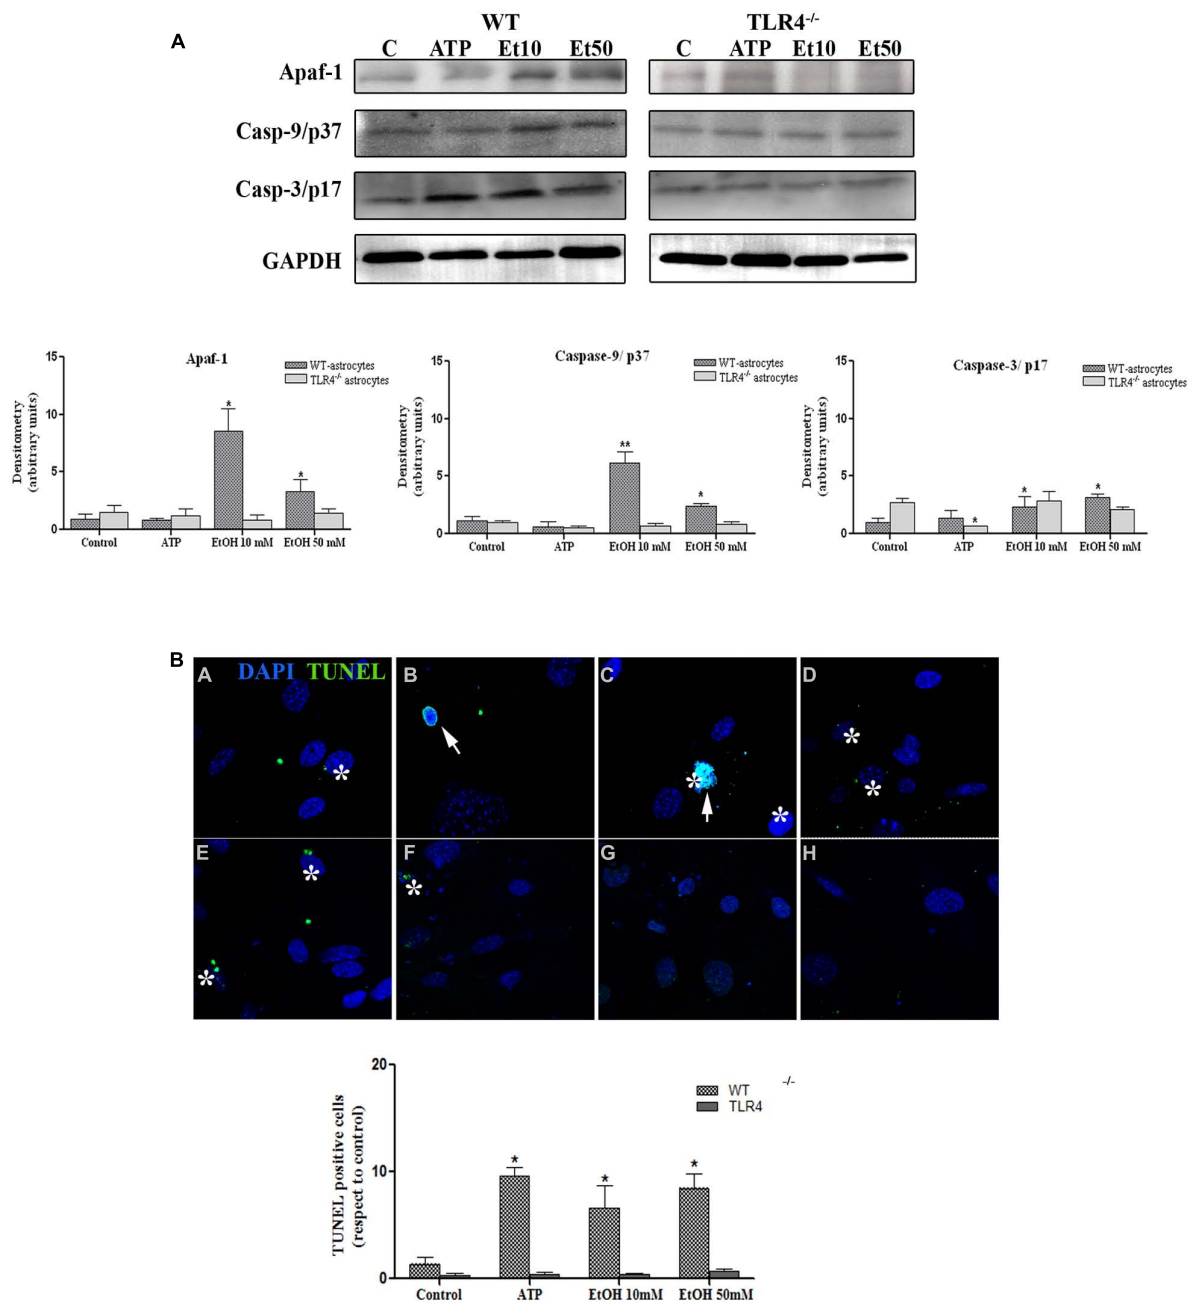 A
WT
TLR4-/-
C ATP Et10 Et50
C ATP Et10 Et50
Apaf-1
Casp-9/p37
Casp-3/p17
GAPDH
Apaf-1
WT-astrocytes
TLR4-/- astrocytes
Densitometry
(arbitrary units)
15
10
5
0
Control ATP EtOH 10 mM EtOH 50 mM
* *
Caspase-9/ p37
WT-astrocytes
TLR4-/- astrocytes
Densitometry
(arbitrary units)
15
10
5
0
Control ATP EtOH 10 mM EtOH 50 mM
** *
Caspase-3/ p17
WT-astrocytes
TLR4-/- astrocytes
Densitometry
(arbitrary units)
15
10
5
0
Control ATP EtOH 10 mM EtOH 50 mM
* * *
B
DAPI TUNEL
A B C D
* * * * *
E F G H
* * *
TUNEL positive cells
(respect to control)
20
10
0
WT -/-
TLR4
* * *
Control ATP EtOH 10mM EtOH 50mM